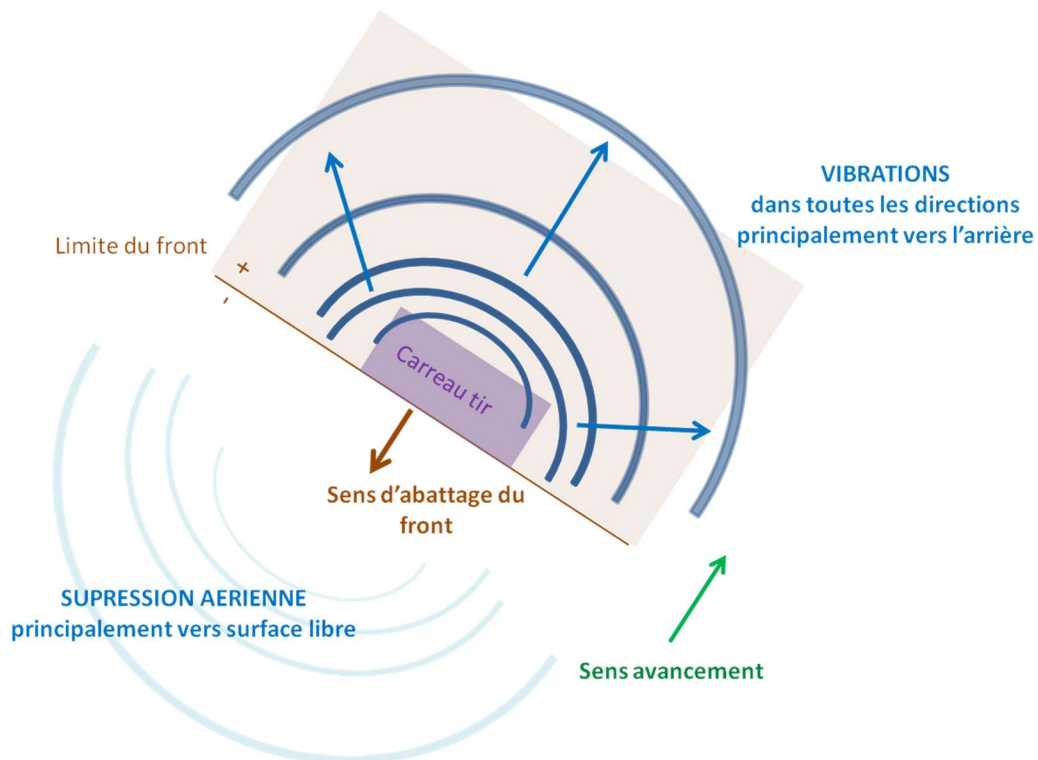 VIBRATIONS
dans toutes les directions
principalement vers l'arrière
Limite du front
+
-
Carreau tir
Sens d'abattage du
front
SUPRESSION AERIENNE
principalement vers surface libre
Sens avancement